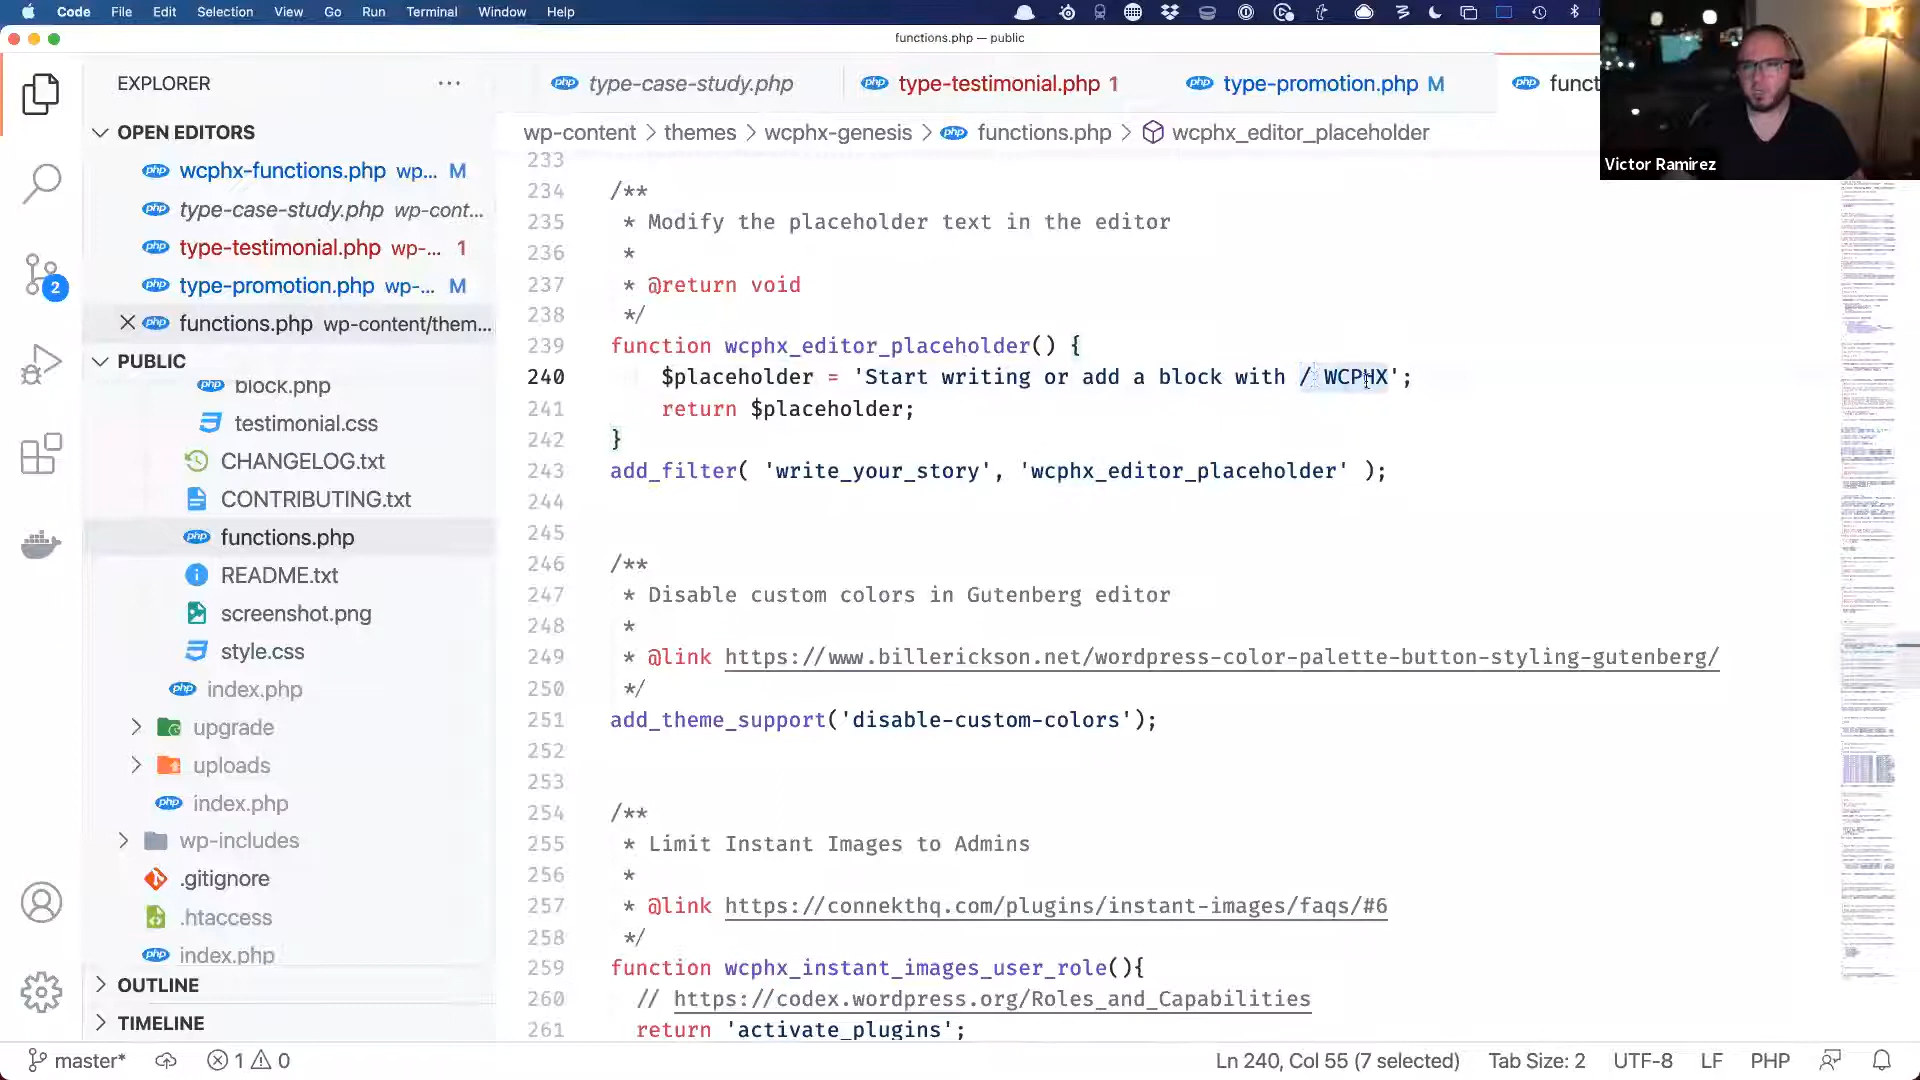 Code File Edit Selection View Go Run Terminal Window Help
functions.php — public
EXPLORER
type-case-study.php
type-testimonial.php 1
type-promotion.php M
funct
Victor Ramirez
OPEN EDITORS
wp-content > themes > wcphx-genesis > functions.php > wcphx_editor_placeholder
wcphx-functions.php wp... M
type-case-study.php wp-cont...
type-testimonial.php wp-... 1
type-promotion.php wp-... M
functions.php wp-content/them...
PUBLIC
block.php
testimonial.css
CHANGELOG.txt
CONTRIBUTING.txt
functions.php
README.txt
screenshot.png
style.css
index.php
upgrade
uploads
index.php
wp-includes
.gitignore
.htaccess
index.php
OUTLINE
TIMELINE
2
233
234 /**
235 * Modify the placeholder text in the editor
236 *
237 * @return void
238 */
239 function wcphx_editor_placeholder() {
240 $placeholder = 'Start writing or add a block with / WCPHX';
241 return $placeholder;
242 }
243 add_filter( 'write_your_story', 'wcphx_editor_placeholder' );
244
245
246 /**
247 * Disable custom colors in Gutenberg editor
248 *
249 * @link https://www.billerickson.net/wordpress-color-palette-button-styling-gutenberg/
250 */
251 add_theme_support('disable-custom-colors');
252
253
254 /**
255 * Limit Instant Images to Admins
256 *
257 * @link https://connekthq.com/plugins/instant-images/faqs/#6
258 */
259 function wcphx_instant_images_user_role(){
260 // https://codex.wordpress.org/Roles_and_Capabilities
261 return 'activate_plugins';
master* 1 0
Ln 240, Col 55 (7 selected) Tab Size: 2 UTF-8 LF PHP